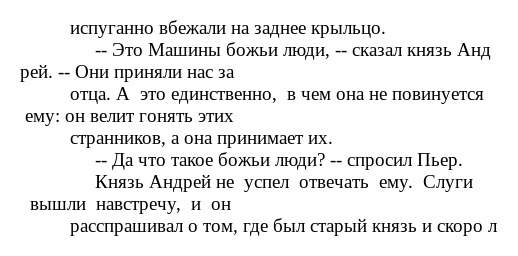 испуганно вбежали на заднее крыльцо.
-- Это Машины божьи люди, -- сказал князь Анд
рей. -- Они приняли нас за
отца. А это единственно, в чем она не повинуется
ему: он велит гонять этих
странников, а она принимает их.
-- Да что такое божьи люди? -- спросил Пьер.
Князь Андрей не успел отвечать ему. Слуги
вышли навстречу, и он
расспрашивал о том, где был старый князь и скоро л